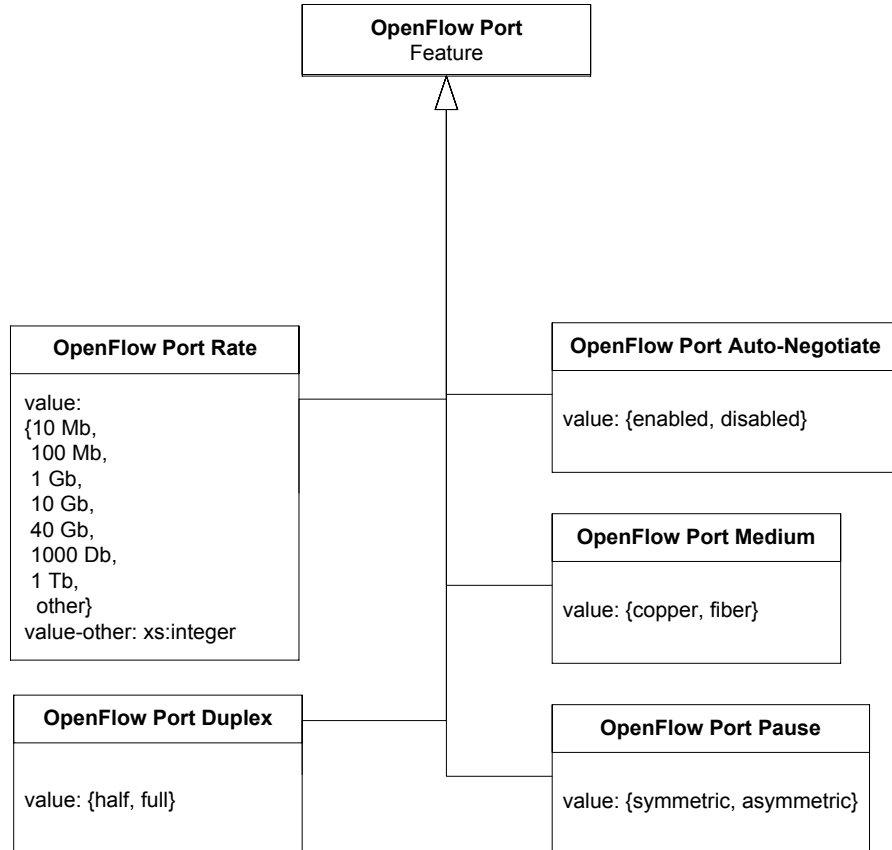 OpenFlow Port
Feature
OpenFlow Port Rate
value:
{10 Mb,
100 Mb,
1 Gb,
10 Gb,
40 Gb,
1000 Db,
1 Tb,
other}
value-other: xs:integer
OpenFlow Port Auto-Negotiate
value: {enabled, disabled}
OpenFlow Port Medium
value: {copper, fiber}
OpenFlow Port Duplex
value: {half, full}
OpenFlow Port Pause
value: {symmetric, asymmetric}